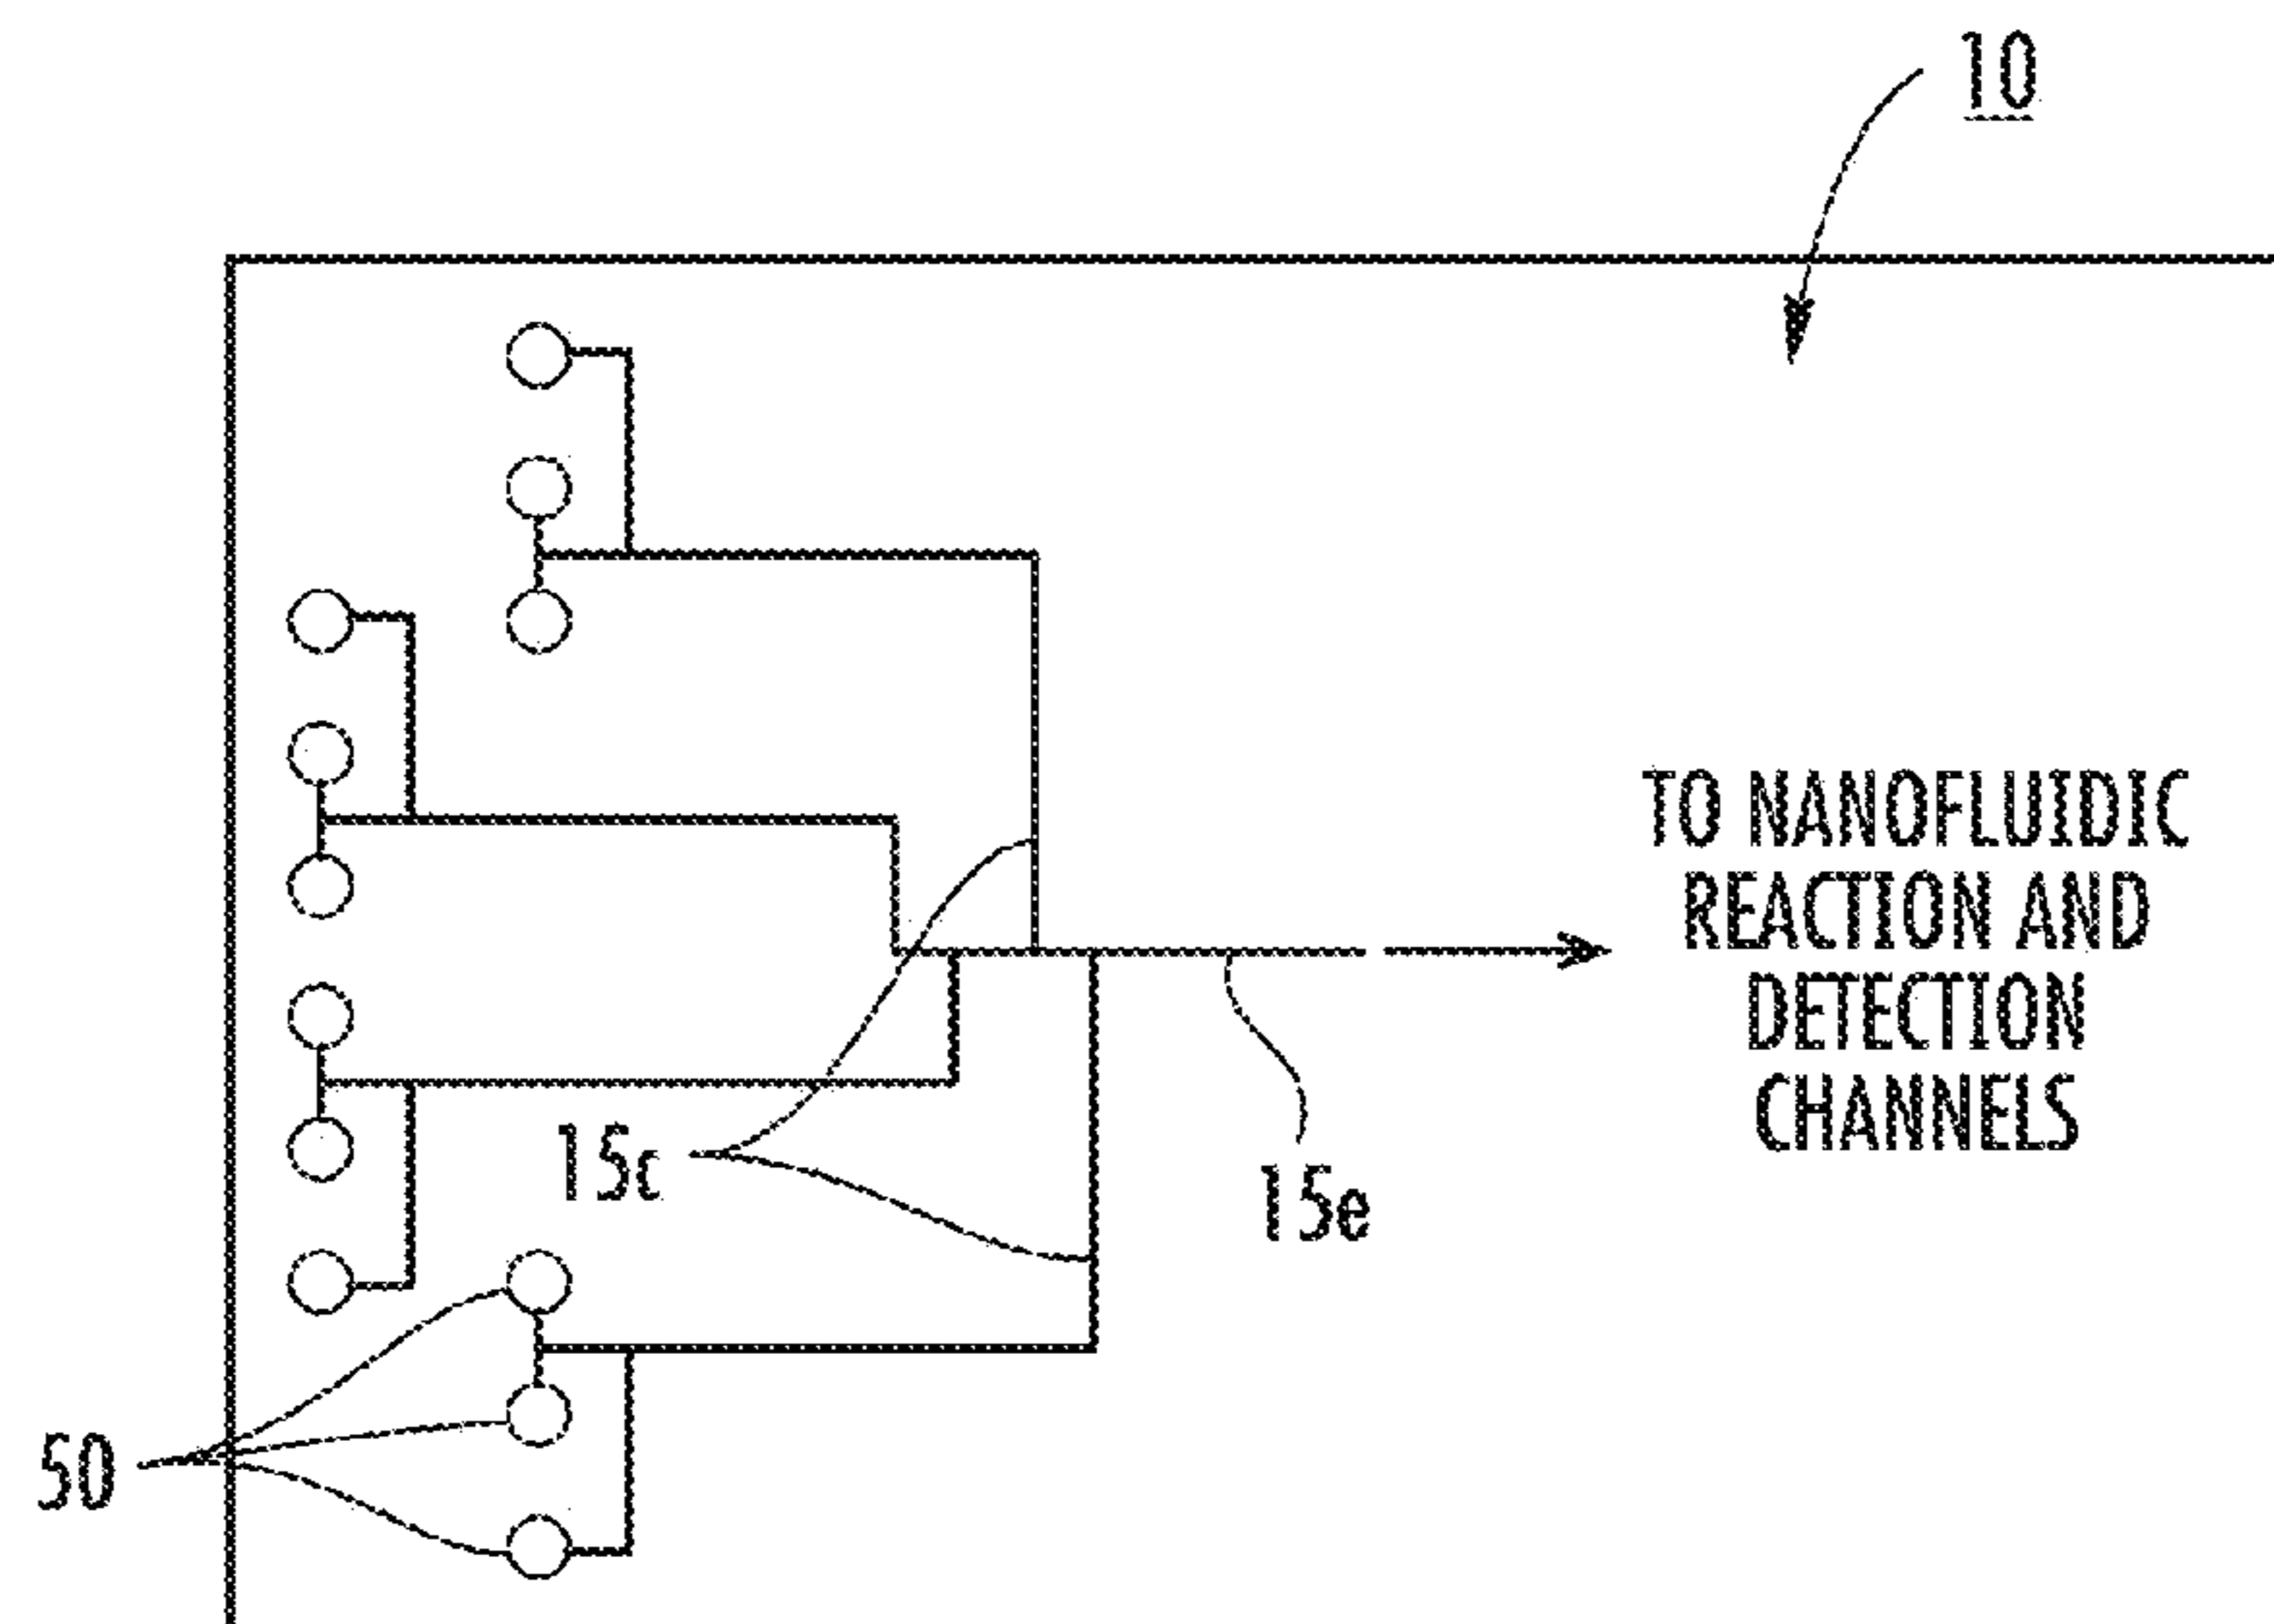 10
TO NANOFLUIDIC
REACTION AND
DETECTION
CHANNELS
15c
15e
50